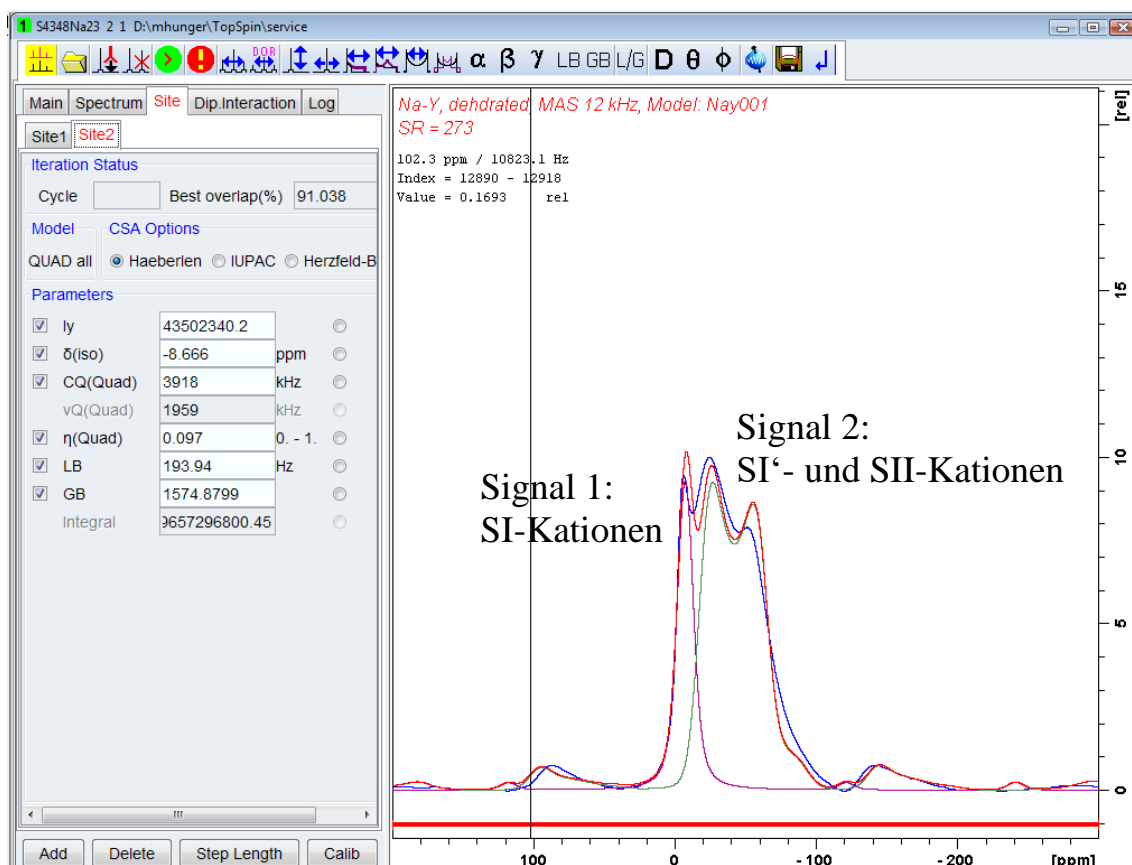 1 S4348Na23 2 1 D:\mhunger\TopSpin\service
DQR α β γ LB GB L/G D θ ϕ
Main Spectrum Site Dip.Interaction Log
Site1 Site2
Iteration Status
Cycle Best overlap(%) 91.038
Model CSA Options
QUAD all Haeberlen IUPAC Herzfeld-B
Parameters
Iy 43502340.2
δ(iso) -8.666 ppm
CQ(Quad) 3918 kHz
νQ(Quad) 1959 kHz
η(Quad) 0.097 0. - 1.
LB 193.94 Hz
GB 1574.8799
Integral 9657296800.45
Add Delete Step Length Calib
Na-Y, dehdrated, MAS 12 kHz, Model: Nay001
SR = 273
102.3 ppm / 10823.1 Hz
Index = 12890 - 12918
Value = 0.1693 rel
Signal 1:
SI-Kationen
Signal 2:
SI‘- und SII-Kationen
[rel]
15
10
5
0
100 0 - 100 - 200 [ppm]